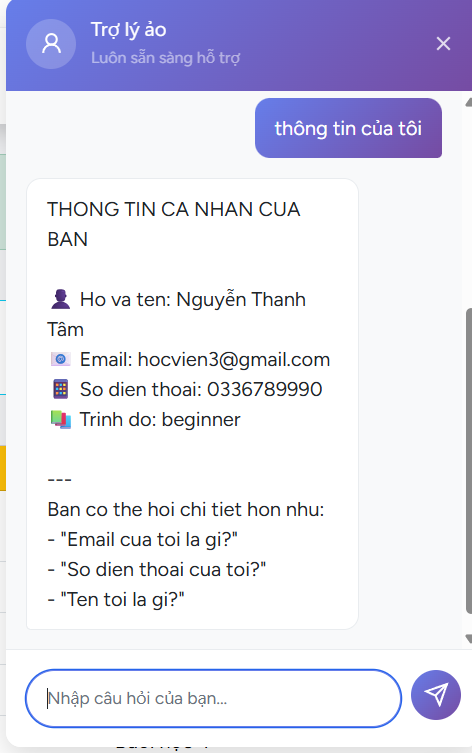 Trợ lý ảo
Luôn sẵn sàng hỗ trợ
thông tin của tôi
THONG TIN CA NHAN CUA
BAN
Ho va ten: Nguyễn Thanh
Tâm
Email: hocvien3@gmail.com
So dien thoai: 0336789990
Trinh do: beginner
---
Ban co the hoi chi tiet hon nhu:
- "Email cua toi la gi?"
- "So dien thoai cua toi?"
- "Ten toi la gi?"
Nhập câu hỏi của bạn...